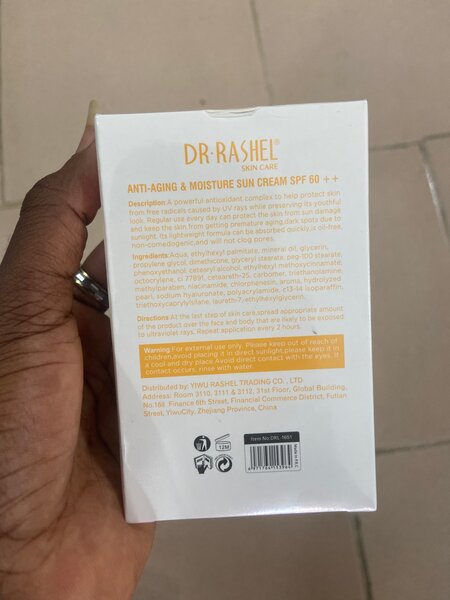 DR·RASHEL®
SKIN CARE
ANTI-AGING & MOISTURE SUN CREAM SPF 60 ++
Description:A powerful antioxidant complex to help protect skin
from free radicals caused by UV rays while preserving its youthful
look. Regular use every day can protect the skin from sun damage
and keep the skin from getting premature aging,dark spots due to
sunlight. Its lightweight formula can be absorbed quickly,is oil-free,
non-comedogenic,and will not clog pores.
Ingredients:Aqua, ethylhexyl palmitate, mineral oil, glycerin,
propylene glycol, dimethicone, glyceryl stearate, peg-100 stearate,
phenoxyethanol, cetearyl alcohol, ethylhexyl methoxycinnamate,
octocrylene, ci 77891, ceteareth-25, carbomer, triethanolamine,
methylparaben, niacinamide, chlorphenesin, aroma, hydrolyzed
pearl, sodium hyaluronate, polyacrylamide, c13-14 isoparaffin,
triethoxycaprylylsilane, laureth-7,ethylhexylglycerin.
Directions:At the last step of skin care,spread appropriate amount
of the product over the face and body that are likely to be exposed
to ultraviolet rays. Repeat application every 2 hours.
Warning:For external use only. Please keep out of reach of
children,avoid placing it in direct sunlight,please keep it in
a cool and dry place.Avoid direct contact with the eyes. If
contact occurs, rinse with water.
Distributed by: YIWU RASHEL TRADING CO., LTD
Address: Room 3110, 3111 & 3112, 31st Floor, Global Building,
No.168 Finance 6th Street, Financial Commerce District, Futian
Street, YiwuCity, Zhejiang Province, China
12M
Item No:DRL-1651
Made in P.R.C